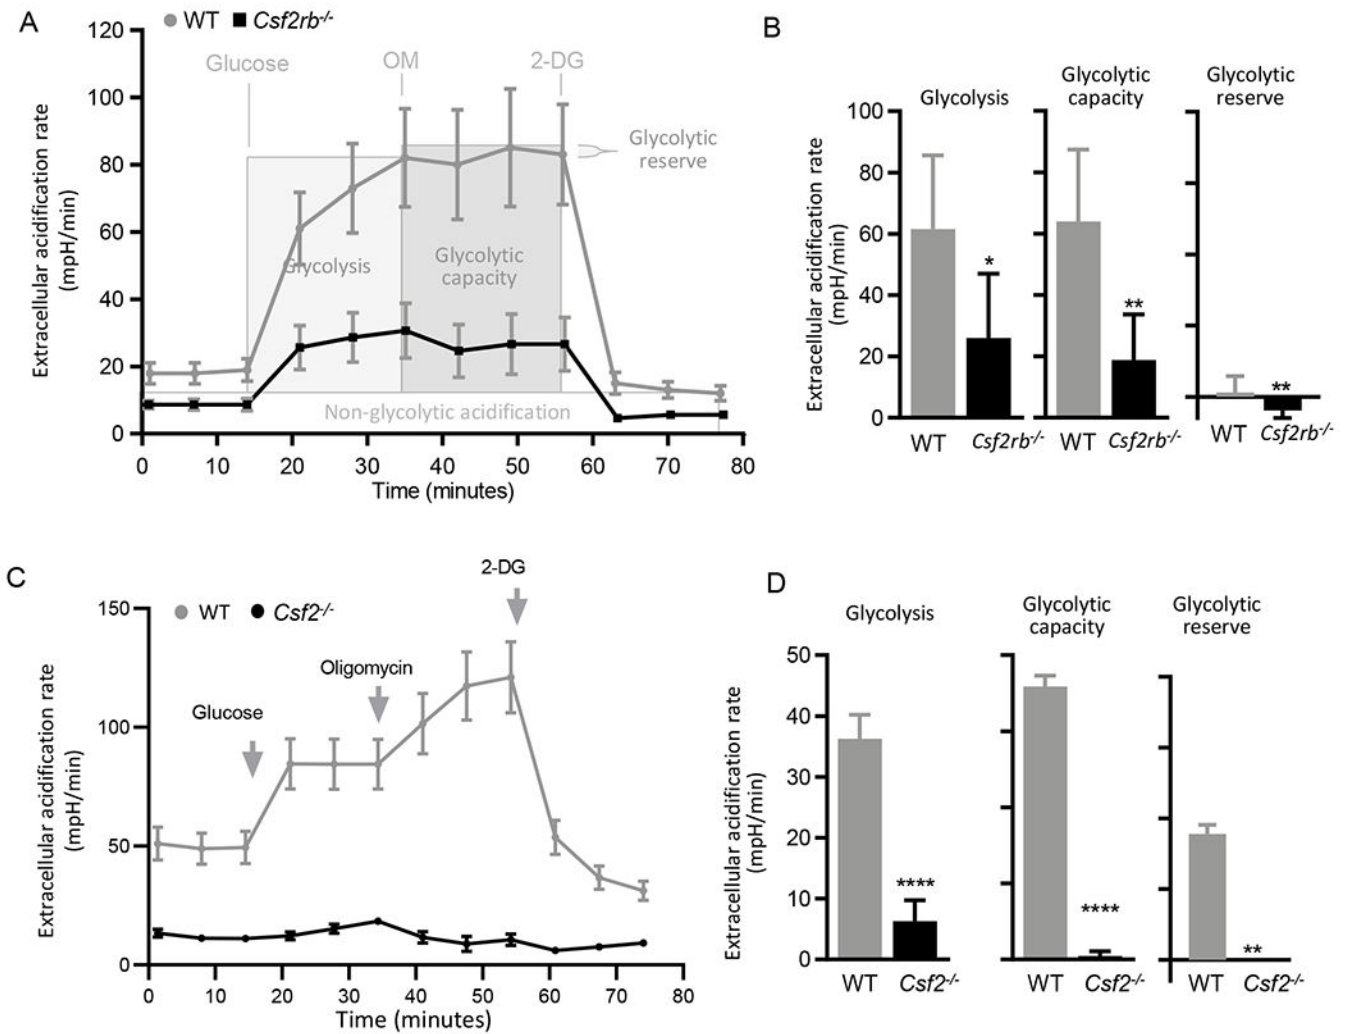 A
WT Csf2rb-/-
Extracellular acidification rate
(mpH/min)
120
100
80
60
40
20
0
Glucose
OM
2-DG
Glycolytic
reserve
Glycolysis
Glycolytic
capacity
Non-glycolytic acidification
0 10 20 30 40 50 60 70 80
Time (minutes)
B
Glycolysis
Glycolytic
capacity
Glycolytic
reserve
Extracellular acidification rate
(mpH/min)
100
80
60
40
20
0
*
**
**
WT Csf2rb-/-
WT Csf2rb-/-
WT Csf2rb-/-
C
WT Csf2-/-
2-DG
Oligomycin
Glucose
Extracellular acidification rate
(mpH/min)
150
100
50
0
0 10 20 30 40 50 60 70 80
Time (minutes)
D
Glycolysis
Glycolytic
capacity
Glycolytic
reserve
Extracellular acidification rate
(mpH/min)
50
40
30
20
10
0
****
****
**
WT Csf2-/-
WT Csf2-/-
WT Csf2-/-